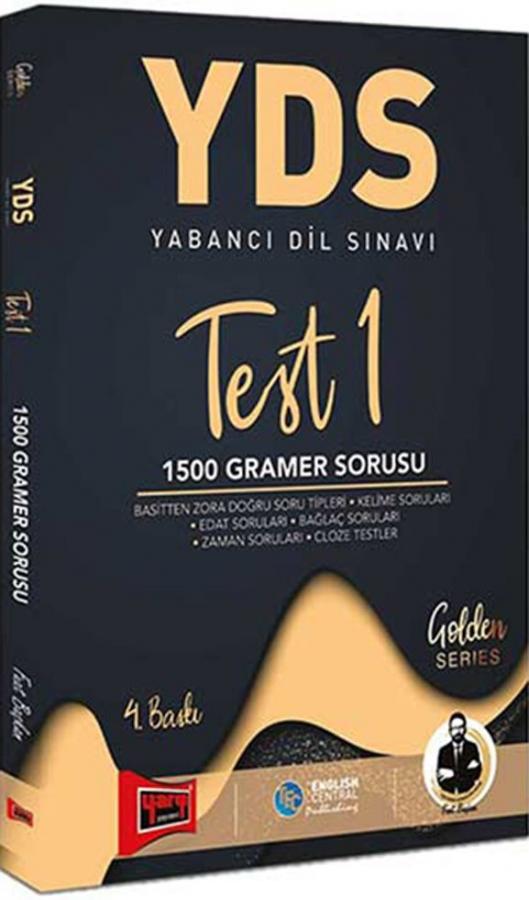 YDS
YABANCI DİL SINAVI
Test 1
1500 GRAMER SORUSU
BASİTTEN ZORA DOĞRU SORU TİPLERİ • KELİME SORULARI
• EDAT SORULARI • BAĞLAÇ SORULARI
• ZAMAN SORULARI • CLOZE TESTLER
Golden
SERIES
4. Baskı
yargı
ENGLISH
CENTRAL
publishing
Golden
SERIES
YDS
Test 1
1500 GRAMER SORUSU